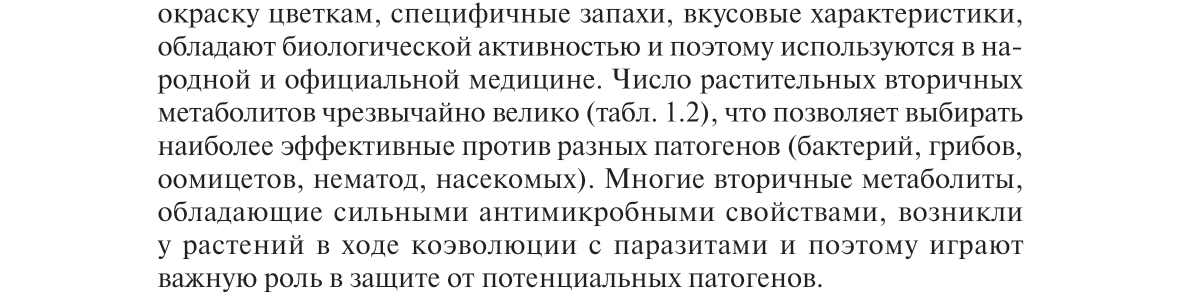 окраску цветкам, специфичные запахи, вкусовые характеристики,
обладают биологической активностью и поэтому используются в на-
родной и официальной медицине. Число растительных вторичных
метаболитов чрезвычайно велико (табл. 1.2), что позволяет выбирать
наиболее эффективные против разных патогенов (бактерий, грибов,
оомицетов, нематод, насекомых). Многие вторичные метаболиты,
обладающие сильными антимикробными свойствами, возникли
у растений в ходе коэволюции с паразитами и поэтому играют
важную роль в защите от потенциальных патогенов.